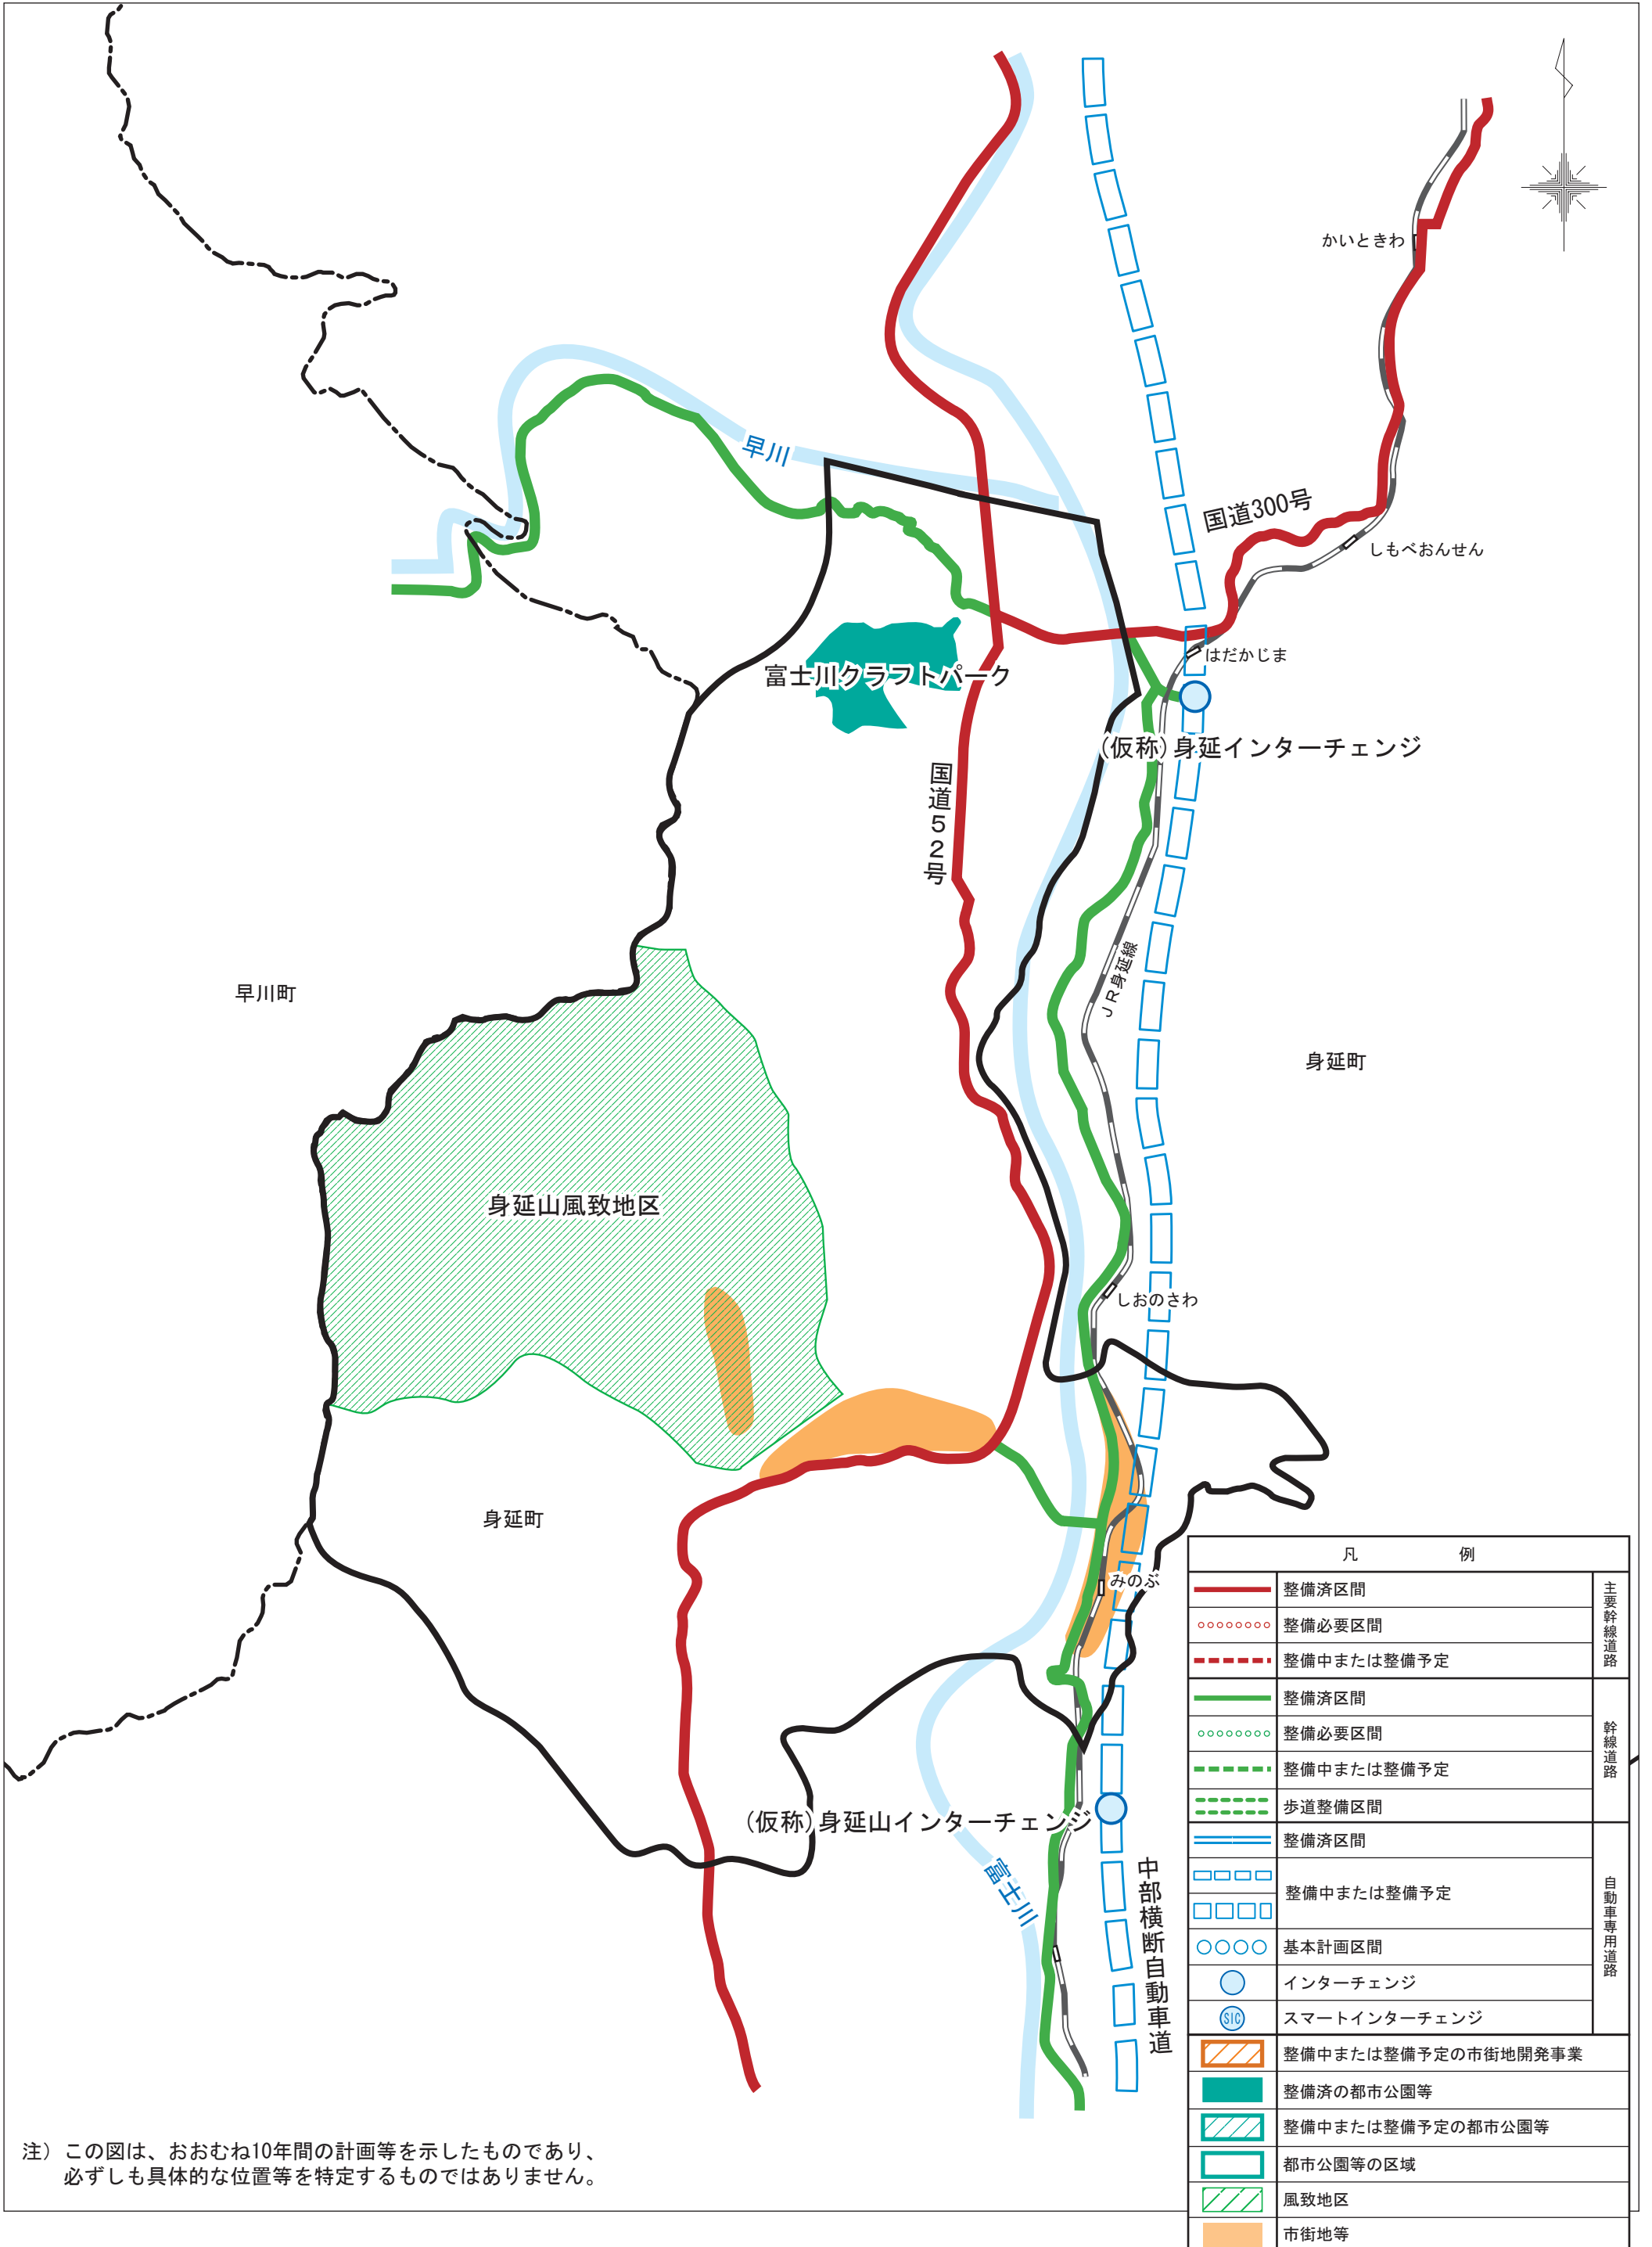 かいときわ
早川
国道300号
しもべおんせん
はだかじま
富士川クラフトパーク
(仮称)身延インターチェンジ
国道52号
JR身延線
早川町
身延町
身延山風致地区
しおのさわ
身延町
みのぶ
(仮称)身延山インターチェンジ
富士川
中部横断自動車道
凡例
整備済区間
整備必要区間
整備中または整備予定
主要幹線道路
整備済区間
整備必要区間
整備中または整備予定
歩道整備区間
幹線道路
整備済区間
整備中または整備予定
基本計画区間
インターチェンジ
SIC
スマートインターチェンジ
自動車専用道路
整備中または整備予定の市街地開発事業
整備済の都市公園等
整備中または整備予定の都市公園等
都市公園等の区域
風致地区
市街地等
注）この図は、おおむね10年間の計画等を示したものであり、
必ずしも具体的な位置等を特定するものではありません。